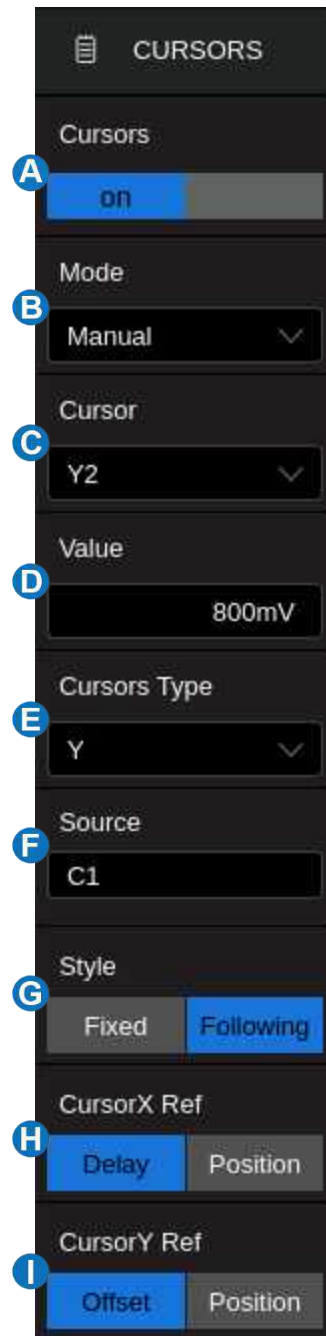 CURSORS
Cursors
A
on
Mode
B
Manual
Cursor
C
Y2
Value
D
800mV
Cursors Type
E
Y
Source
F
C1
Style
G
Fixed Following
CursorX Ref
H
Delay Position
CursorY Ref
I
Offset Position